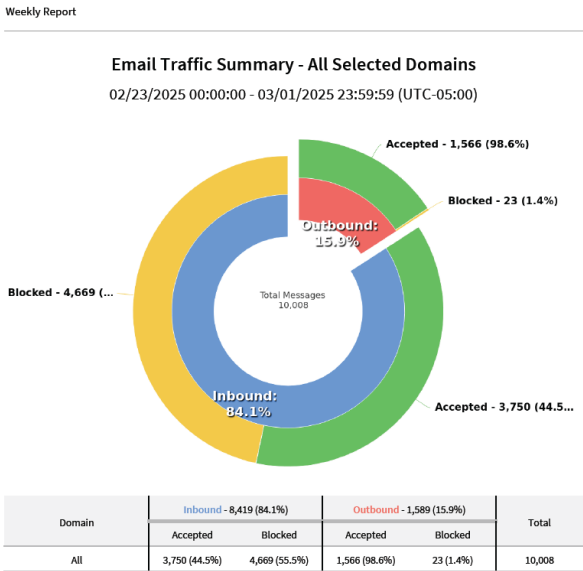 Weekly Report
Email Traffic Summary - All Selected Domains
02/23/2025 00:00:00 - 03/01/2025 23:59:59 (UTC-05:00)
Accepted - 1,566 (98.6%)
Blocked - 23 (1.4%)
Outbound:
15.9%
Blocked - 4,669 (...
Total Messages
10,008
Inbound:
84.1%
Accepted - 3,750 (44.5...
Domain Inbound - 8,419 (84.1%) Outbound - 1,589 (15.9%) Total
Accepted Blocked Accepted Blocked
All 3,750 (44.5%) 4,669 (55.5%) 1,566 (98.6%) 23 (1.4%) 10,008